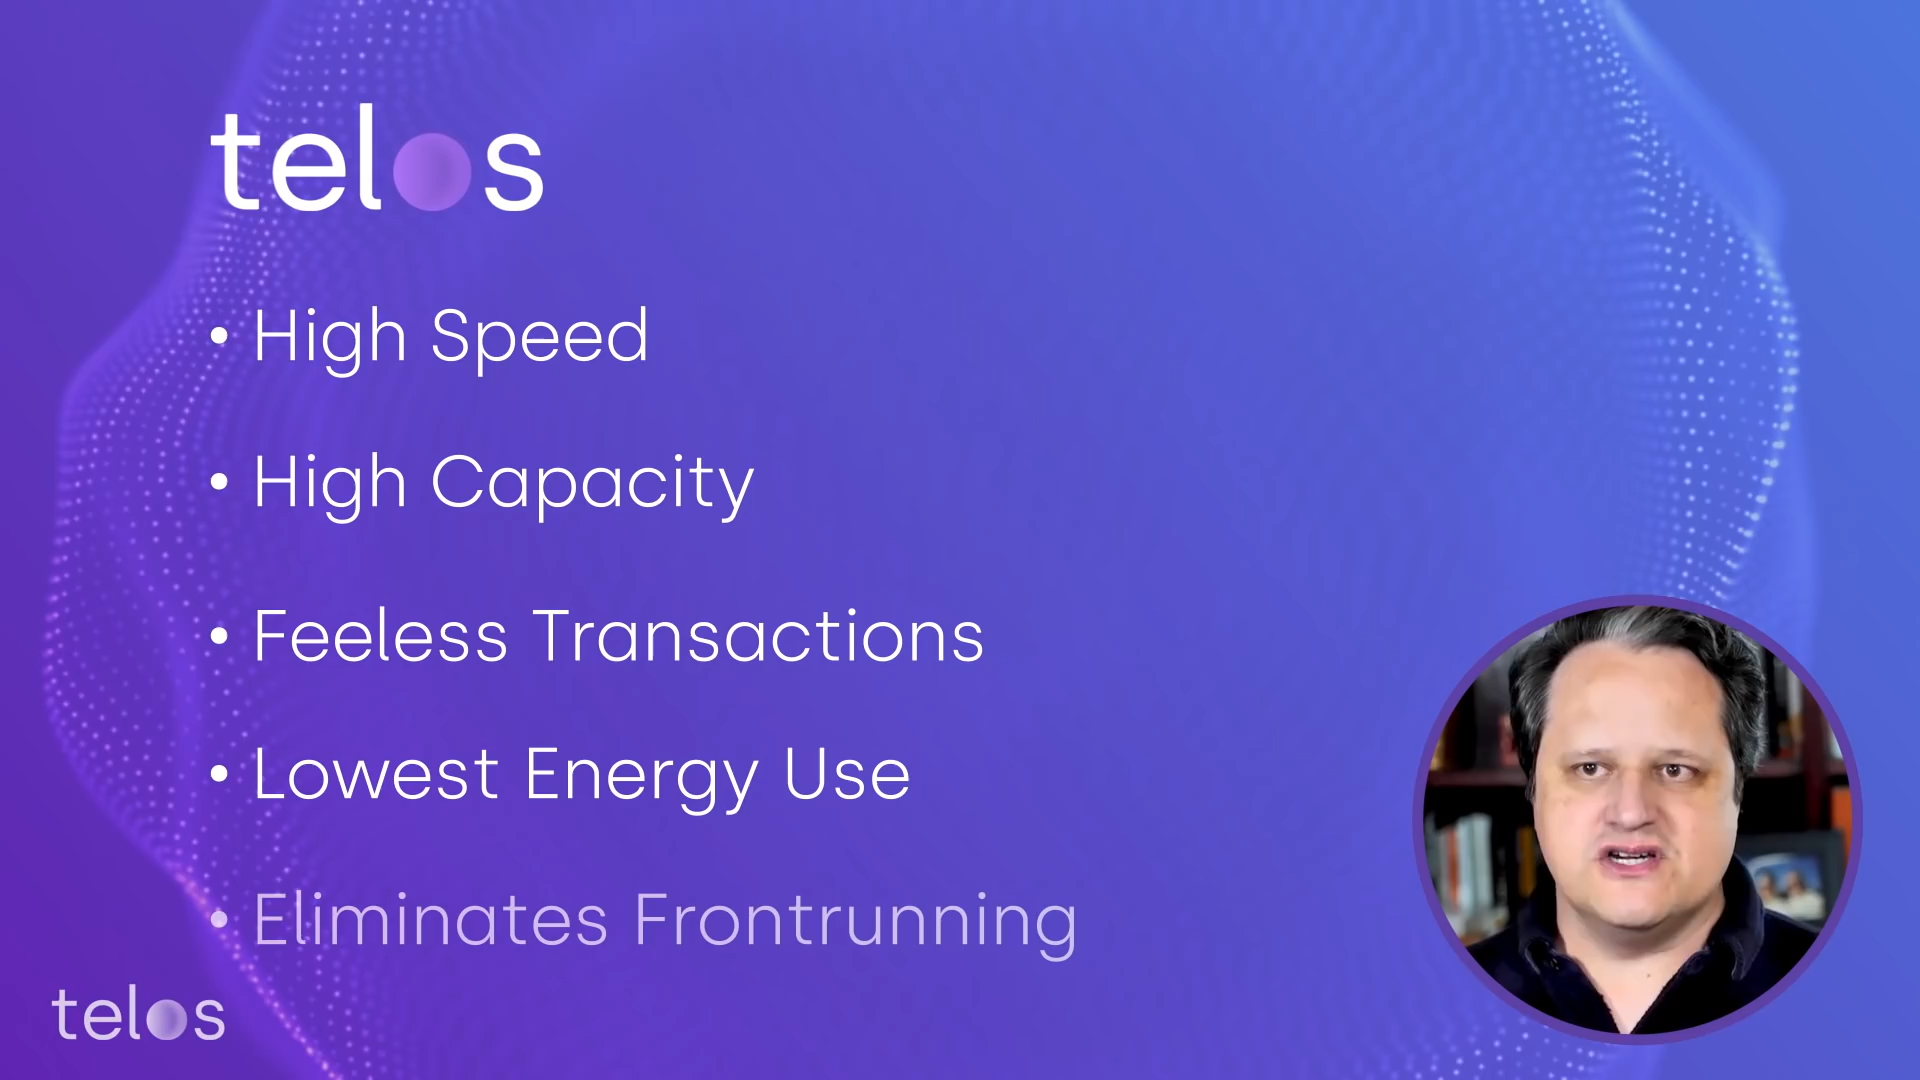 telos
• High Speed
• High Capacity
• Feeless Transactions
• Lowest Energy Use
• Eliminates Frontrunning
telos